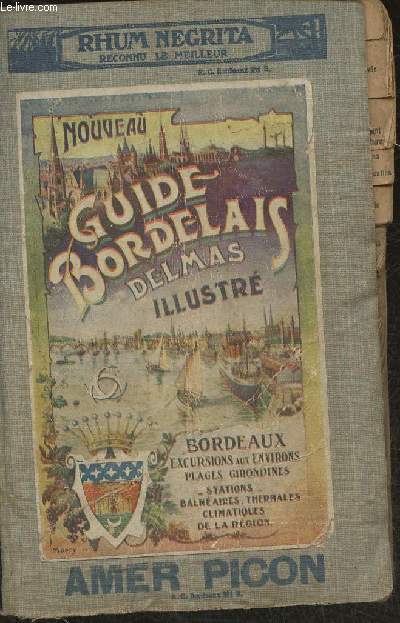 Le-livre.com
RHUM NEGRITA
RECONNU LE MEILLEUR
NOUVEAU
GUIDE
BORDELAIS
DELMAS
ILLUSTRÉ
BORDEAUX
EXCURSIONS AUX ENVIRONS
PLAGES GIRONDINES
STATIONS
BALNÉAIRES, THERMALES
CLIMATIQUES
DE LA RÉGION
AMER PICON